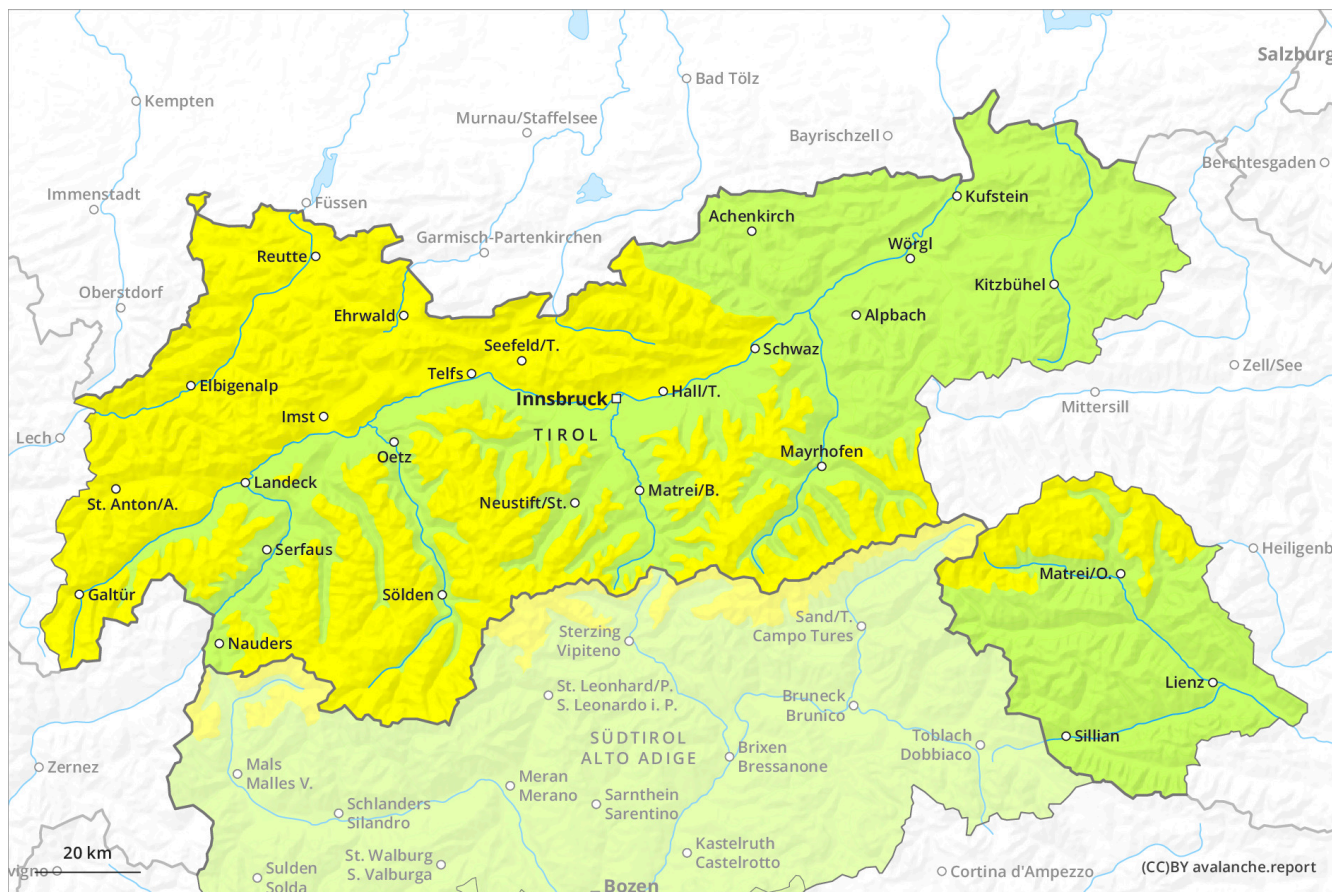 Salzburg
Bad Tölz
Kempten
Murnau/Staffelsee
Bayrischzell
Berchtesgaden
Immenstadt
Füssen
Kufstein
Achenkirch
Garmisch-Partenkirchen
Wörgl
Reutte
Kitzbühel
Oberstdorf
Ehrwald
Alpbach
Seefeld/T.
Schwaz
Zell/See
Telfs
Elbigenalp
Innsbruck
Hall/T.
Mittersill
Imst
TIROL
Lech
Oetz
Mayrhofen
Landeck
Matrei/B.
St. Anton/A.
Neustift/St.
Serfaus
Heiligenb
Matrei/O.
Galtür
Sölden
Sand/T.
Campo Tures
Sterzing
Vipiteno
Nauders
Lienz
St. Leonhard/P.
S. Leonardo i. P.
Bruneck
Brunico
SÜDTIROL
ALTO ADIGE
Toblach
Dobbiaco
Sillian
Brixen
Bressanone
Zernez
Mals
Malles V.
Meran
Merano
Sarnthein
Sarentino
Schlanders
Silandro
Kastelruth
Castelrotto
20 km
St. Walburg
S. Valburga
vigno
Sulden
Solda
Cortina d'Ampezzo
(CC)BY avalanche.report
Bozen